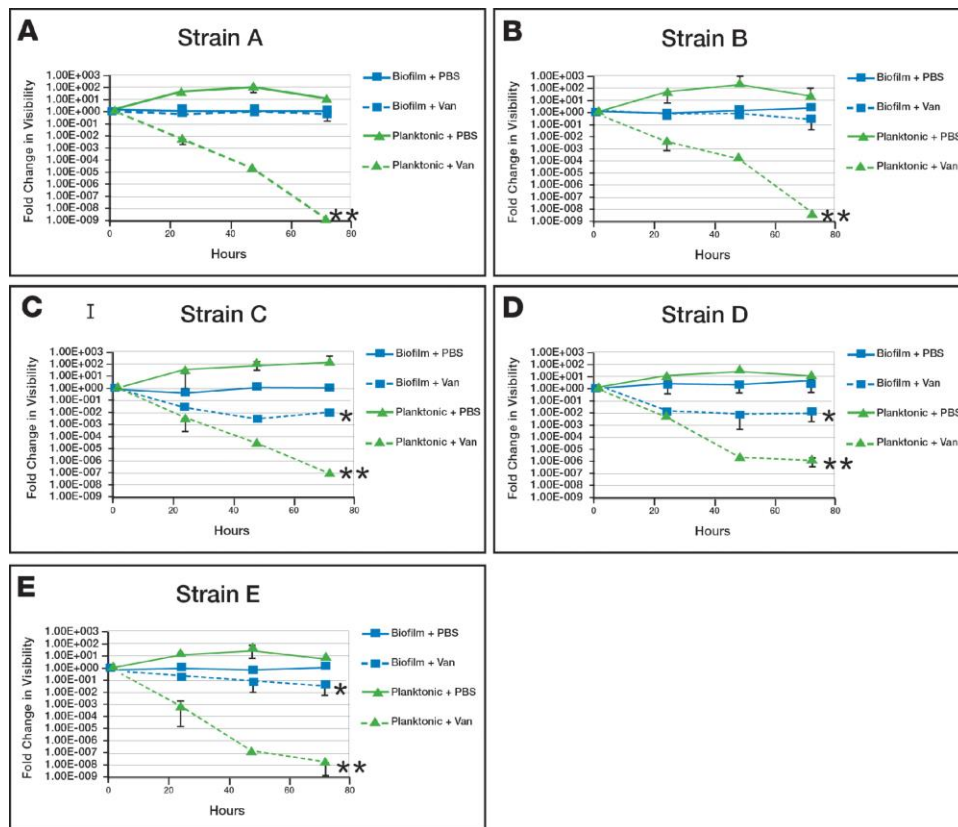 A
Strain A
Fold Change in Visibility
1.00E+003
1.00E+002
1.00E+001
1.00E+000
1.00E-001
1.00E-002
1.00E-003
1.00E-004
1.00E-005
1.00E-006
1.00E-007
1.00E-008
1.00E-009
0 20 40 60 80
Hours
**
Biofilm + PBS
Biofilm + Van
Planktonic + PBS
Planktonic + Van
B
Strain B
Fold Change in Visibility
1.00E+003
1.00E+002
1.00E+001
1.00E+000
1.00E-001
1.00E-002
1.00E-003
1.00E-004
1.00E-005
1.00E-006
1.00E-007
1.00E-008
1.00E-009
0 20 40 60 80
Hours
**
Biofilm + PBS
Biofilm + Van
Planktonic + PBS
Planktonic + Van
C
Strain C
Fold Change in Visibility
1.00E+003
1.00E+002
1.00E+001
1.00E+000
1.00E-001
1.00E-002
1.00E-003
1.00E-004
1.00E-005
1.00E-006
1.00E-007
1.00E-008
1.00E-009
0 20 40 60 80
Hours
*
**
Biofilm + PBS
Biofilm + Van
Planktonic + PBS
Planktonic + Van
D
Strain D
Fold Change in Visibility
1.00E+003
1.00E+002
1.00E+001
1.00E+000
1.00E-001
1.00E-002
1.00E-003
1.00E-004
1.00E-005
1.00E-006
1.00E-007
1.00E-008
1.00E-009
0 20 40 60 80
Hours
*
**
Biofilm + PBS
Biofilm + Van
Planktonic + PBS
Planktonic + Van
E
Strain E
Fold Change in Visibility
1.00E+003
1.00E+002
1.00E+001
1.00E+000
1.00E-001
1.00E-002
1.00E-003
1.00E-004
1.00E-005
1.00E-006
1.00E-007
1.00E-008
1.00E-009
0 20 40 60 80
Hours
*
**
Biofilm + PBS
Biofilm + Van
Planktonic + PBS
Planktonic + Van